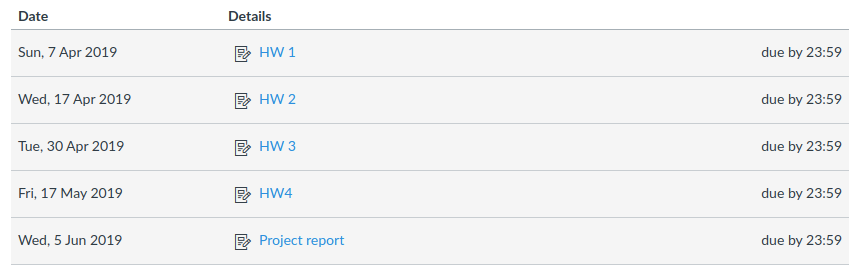 Date Details
Sun, 7 Apr 2019 HW 1 due by 23:59
Wed, 17 Apr 2019 HW 2 due by 23:59
Tue, 30 Apr 2019 HW 3 due by 23:59
Fri, 17 May 2019 HW4 due by 23:59
Wed, 5 Jun 2019 Project report due by 23:59